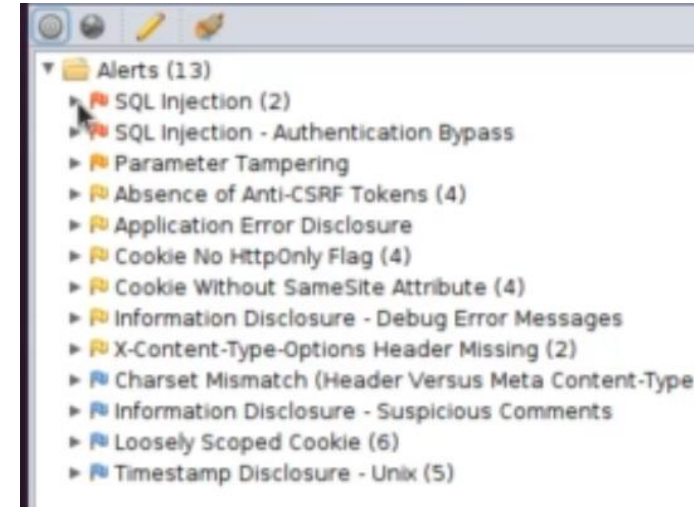 Alerts (13)
SQL Injection (2)
SQL Injection - Authentication Bypass
Parameter Tampering
Absence of Anti-CSRF Tokens (4)
Application Error Disclosure
Cookie No HttpOnly Flag (4)
Cookie Without SameSite Attribute (4)
Information Disclosure - Debug Error Messages
X-Content-Type-Options Header Missing (2)
Charset Mismatch (Header Versus Meta Content-Type
Information Disclosure - Suspicious Comments
Loosely Scoped Cookie (6)
Timestamp Disclosure - Unix (5)